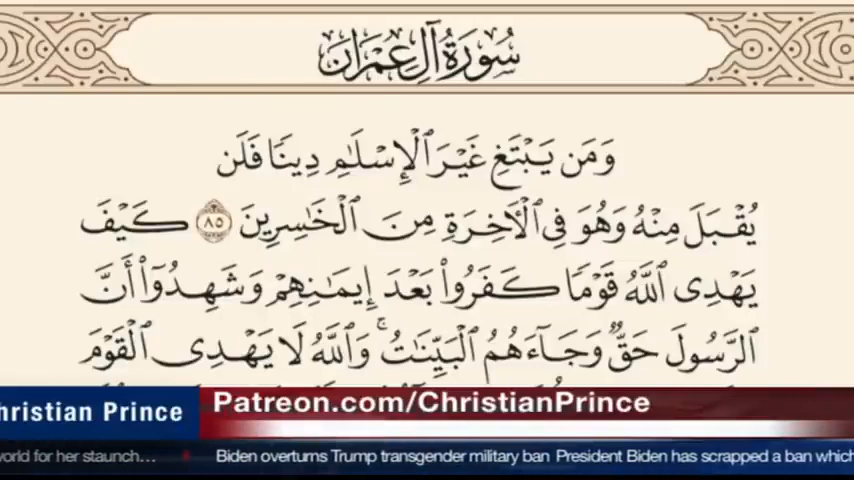 سُورَةُ آلِ عِمْرَانَ
وَمَن يَبْتَغِ غَيْرَ ٱلْإِسْلَٰمِ دِينًا فَلَن
يُقْبَلَ مِنْهُ وَهُوَ فِى ٱلْـَٔاخِرَةِ مِنَ ٱلْخَٰسِرِينَ ٨٥ كَيْفَ
يَهْدِى ٱللَّهُ قَوْمًا كَفَرُوا۟ بَعْدَ إِيمَٰنِهِمْ وَشَهِدُوٓا۟ أَنَّ
ٱلرَّسُولَ حَقٌّ وَجَآءَهُمُ ٱلْبَيِّنَٰتُ ۚ وَٱللَّهُ لَا يَهْدِى ٱلْقَوْمَ
hristian Prince
Patreon.com/ChristianPrince
world for her staunch... Biden overturns Trump transgender military ban President Biden has scrapped a ban which